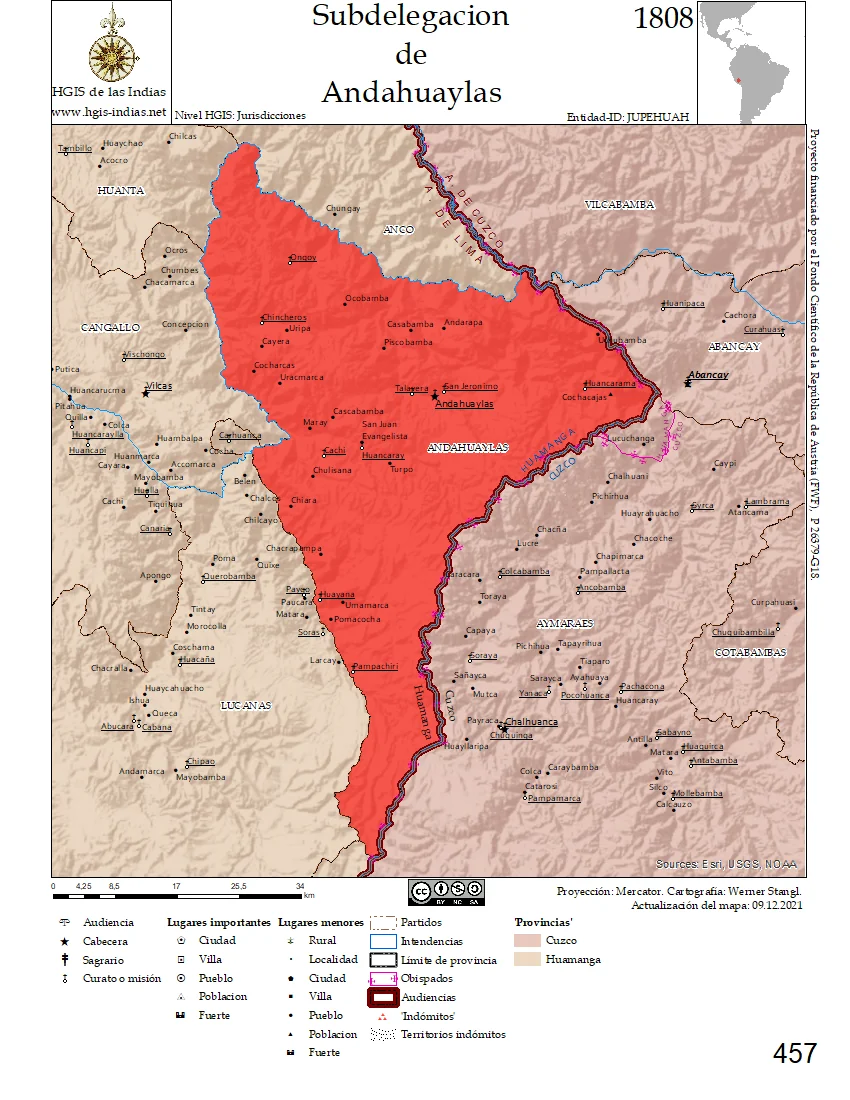 Subdelegacion
de
Andahuaylas
1808
HGIS de las Indias
www.hgis-indias.net
Nivel HGIS: Jurisdicciones
Entidad-ID: JUPEHUAH
Proyecto financiado por el Fondo Científico de la República de Austria (FWF), P 26379-G18.
Tambillo
Huaychao
Chilcas
Acocro
HUANTA
Chungay
ANCO
A. DE CUZCO
A. DE LIMA
VILCABAMBA
Ocros
Chumbes
Chacamarca
Ongoy
Ocobamba
Huanipaca
Cachora
Curahuasi
CANGALLO
Concepcion
Chincheros
Uripa
Cayera
Casabamba
Andarapa
Piscobamba
ABANCAY
Vischongo
Putica
Cocharcas
Uracmarca
Abancay
Huancarucma
Vilcas
Talavera
San Jeronimo
Andahuaylas
Huancarama
Cochacajas
Pitahua
Quilla
Colca
Huancaraylla
Huancapi
Huambalpa
Cayhuanca
Maray
Cascabamba
San Juan
Evangelista
Huancaray
Cachi
ANDAHUAYLAS
HUAMANGA
CUZCO
Lucuchanga
Huanmarca
Cayara
Accomarca
Mayobamba
Hualla
Tiquihua
Cachi
Canaria
Belen
Chulisana
Turpo
Chalcos
Chiara
Chilcayo
Chalhuani
Caypi
Pichirhua
Huayrahuacho
Syrca
Lambrama
Atancama
Chacña
Lucre
Chacoche
Chapimarca
Pampallacta
Colcabamba
Ancobamba
Poma
Quixe
Chacrapampa
Apongo
Querobamba
Toraya
Payco
Paucara
Matara
Huayana
Umamarca
Pomacocha
Soras
Tintay
Morocolla
Curpahuasi
Chuquibambilla
AYMARAES
COTABAMBAS
Capaya
Pichihua
Tapayrihua
Coschama
Huacaña
Chacralla
Larcay
Pampachiri
Soraya
Tiaparo
Sañayca
Mutca
Sarayca
Ayahuaya
Yanaca
Pocohuanca
Pachacona
Huancaray
Huaycahuacho
Ishua
Queca
Abucara
Cabana
LUCANAS
Huamanga
Cuzco
Payraca
Chalhuanca
Chuquinga
Huayllaripa
Sabayno
Antilla
Matara
Huaquirca
Antabamba
Chipao
Andamarca
Mayobamba
Colca
Caraybamba
Catarosi
Pampamarca
Vito
Silco
Mollebamba
Calcauzo
Sources: Esri, USGS, NOAA
0 4,25 8,5 17 25,5 34
km
CC BY NC SA
Proyección: Mercator. Cartografía: Werner Stangl.
Actualización del mapa: 09.12.2021
Audiencia
Cabecera
Sagrario
Curato o misión
Lugares importantes
Ciudad
Villa
Pueblo
Poblacion
Fuerte
Lugares menores
Rural
Localidad
Ciudad
Villa
Pueblo
Poblacion
Fuerte
Partidos
Intendencias
Límite de provincia
Obispados
Audiencias
'Indómitos'
Territorios indómitos
'Provincias'
Cuzco
Huamanga
457